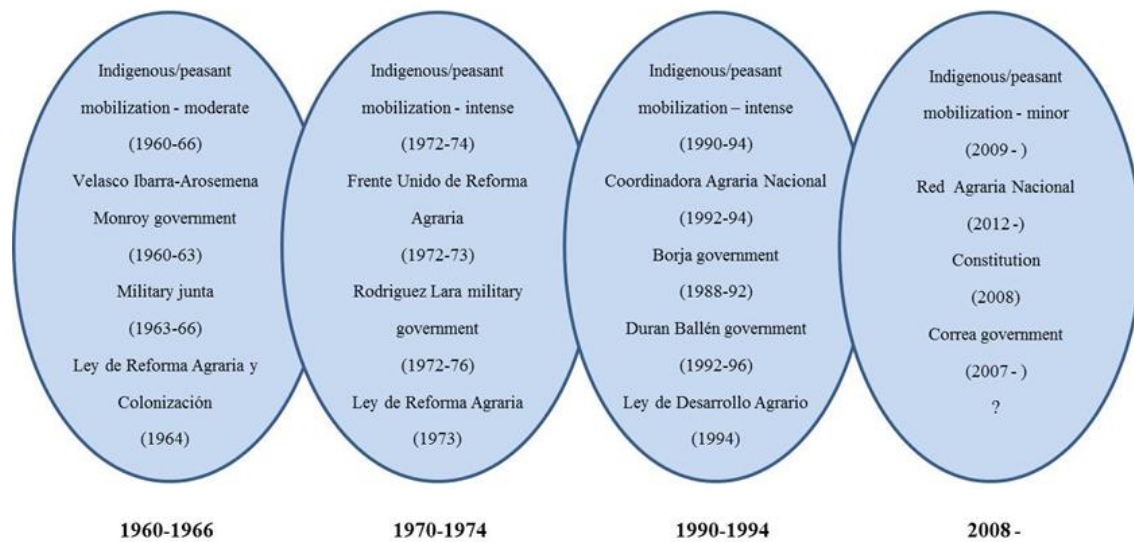 Indigenous/peasant
mobilization - moderate
(1960-66)
Velasco Ibarra-Arosemena
Monroy government
(1960-63)
Military junta
(1963-66)
Ley de Reforma Agraria y
Colonización
(1964)
Indigenous/peasant
mobilization - intense
(1972-74)
Frente Unido de Reforma
Agraria
(1972-73)
Rodriguez Lara military
government
(1972-76)
Ley de Reforma Agraria
(1973)
Indigenous/peasant
mobilization – intense
(1990-94)
Coordinadora Agraria Nacional
(1992-94)
Borja government
(1988-92)
Duran Ballén government
(1992-96)
Ley de Desarrollo Agrario
(1994)
Indigenous/peasant
mobilization - minor
(2009- )
Red Agraria Nacional
(2012-)
Constitution
(2008)
Correa government
(2007- )
?
1960-1966
1970-1974
1990-1994
2008 -